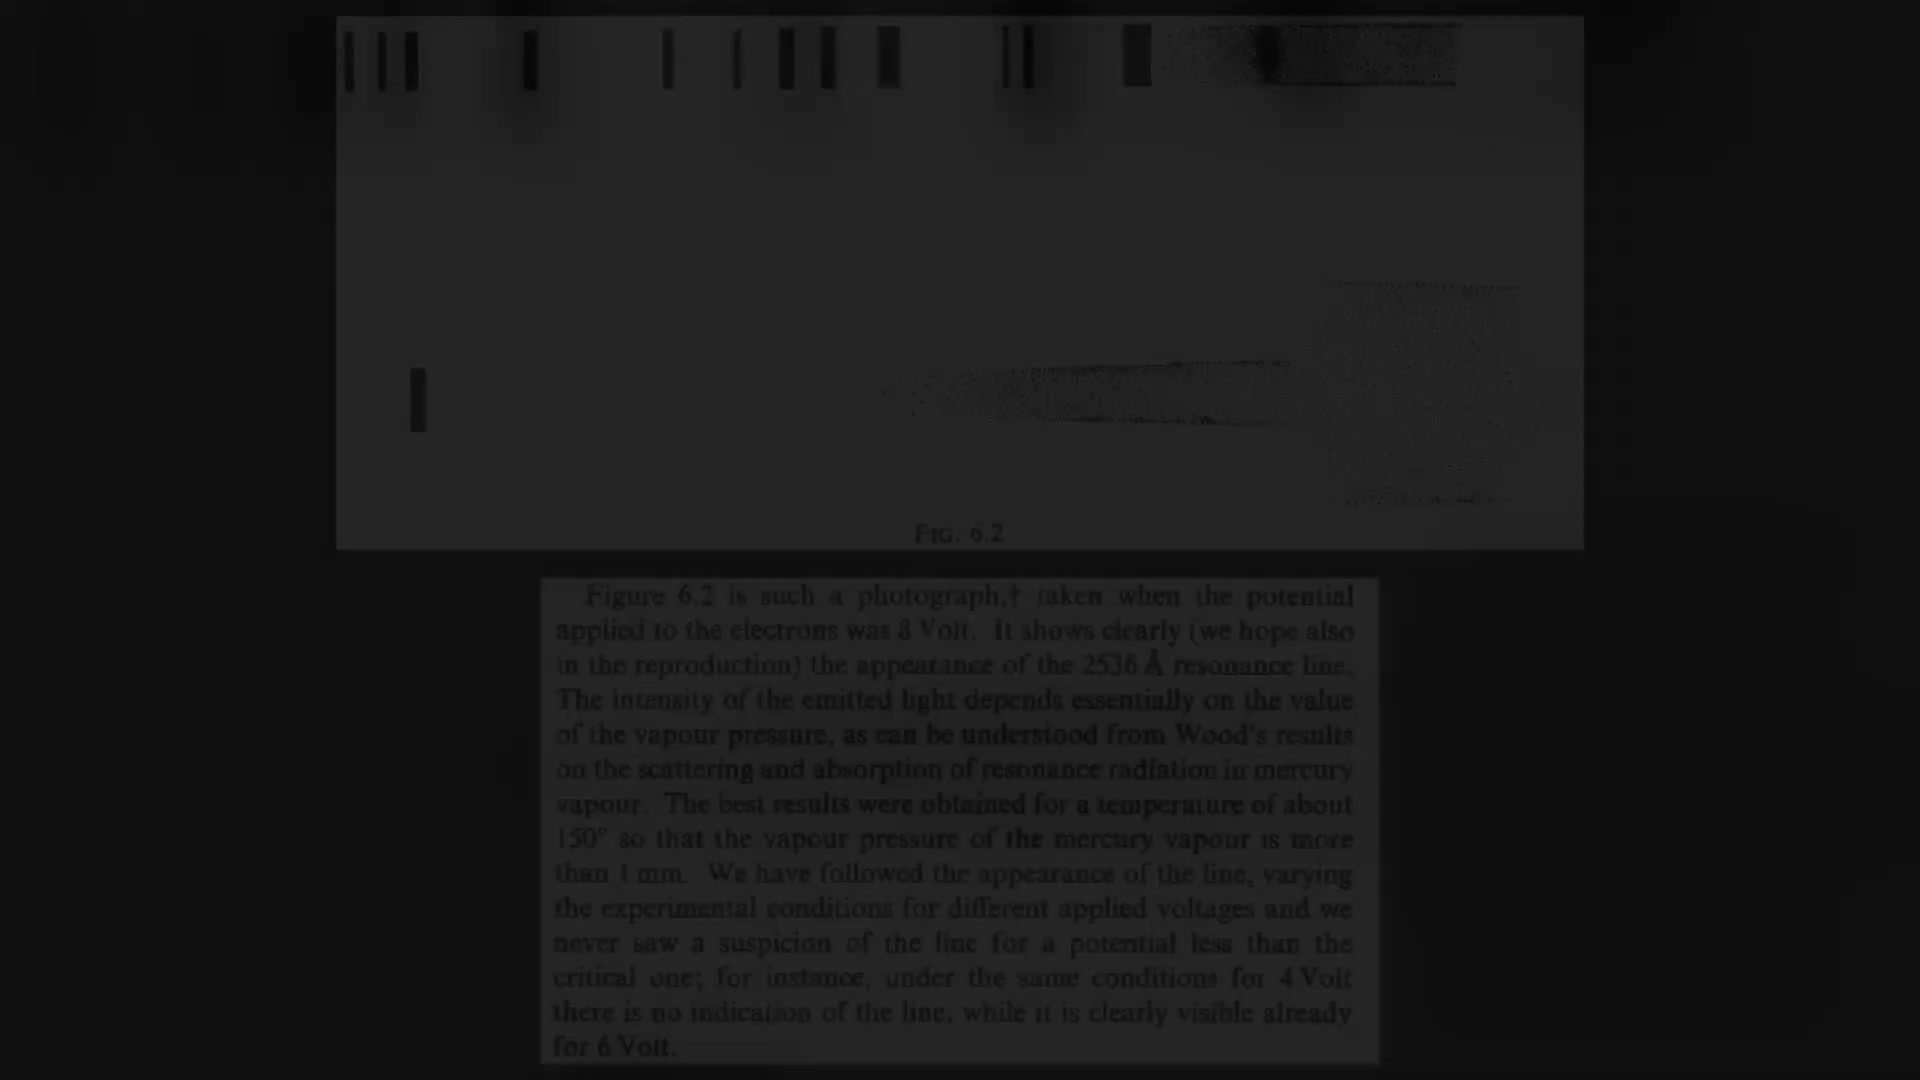 FIG. 6.2
Figure 6.2 is such a photograph,† taken when the potential
applied to the electrons was 8 Volt. It shows clearly (we hope also
in the reproduction) the appearance of the 2536 Å resonance line.
The intensity of the emitted light depends essentially on the value
of the vapour pressure, as can be understood from Wood's results
on the scattering and absorption of resonance radiation in mercury
vapour. The best results were obtained for a temperature of about
150° so that the vapour pressure of the mercury vapour is more
than 1 mm. We have followed the appearance of the line, varying
the experimental conditions for different applied voltages and we
never saw a suspicion of the line for a potential less than the
critical one; for instance, under the same conditions for 4 Volt
there is no indication of the line, while it is clearly visible already
for 6 Volt.